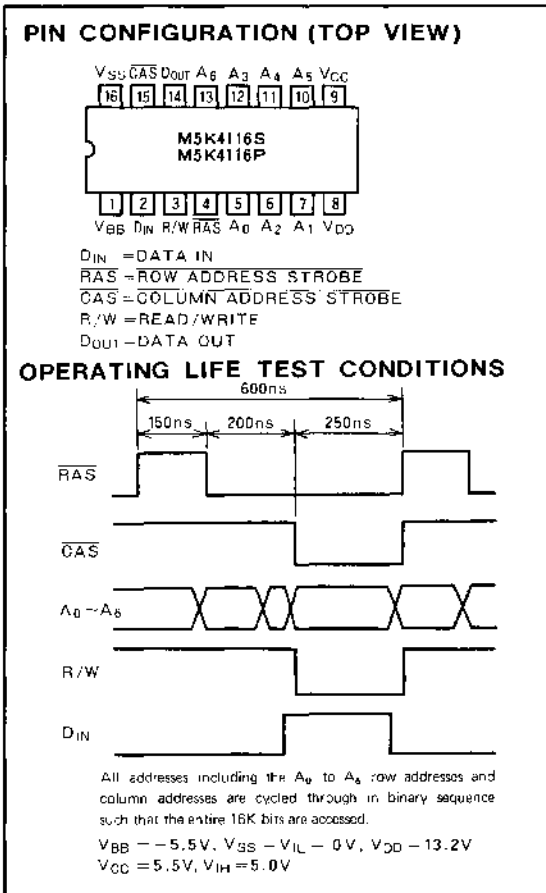 PIN CONFIGURATION (TOP VIEW)
VSS CAS DOUT A6 A3 A4 A5 VCC
16 15 14 13 12 11 10 9
M5K4116S
M5K4116P
1 2 3 4 5 6 7 8
VBB DIN R/W RAS A0 A2 A1 VDD
DIN =DATA IN
RAS =ROW ADDRESS STROBE
CAS =COLUMN ADDRESS STROBE
R/W =READ/WRITE
DOUT =DATA OUT
OPERATING LIFE TEST CONDITIONS
600ns
150ns 200ns 250ns
RAS
CAS
A0 ~ A6
R/W
DIN
All addresses including the A0 to A6 row addresses and
column addresses are cycled through in binary sequence
such that the entire 16K bits are accessed.
VBB = −5.5V, VSS = VIL = 0V, VDD = 13.2V
VCC = 5.5V, VIH = 5.0V